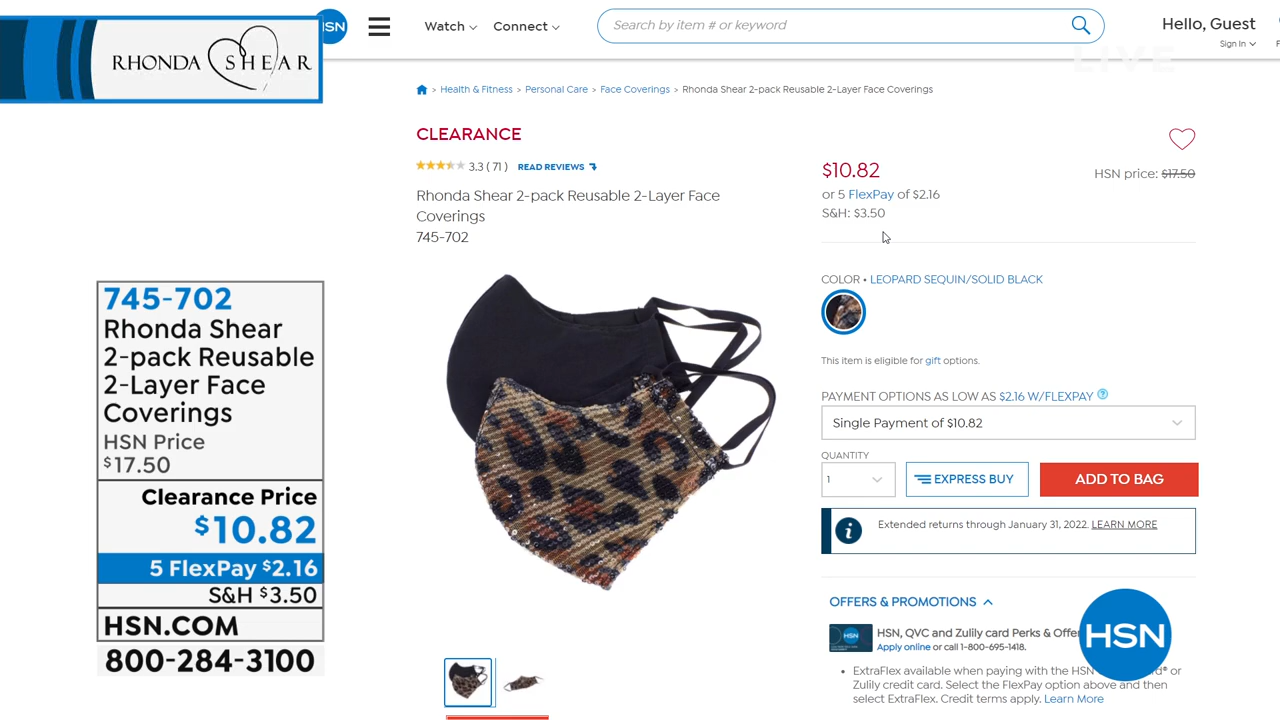 RHONDA SHEAR
HSN
Watch
Connect
Search by item # or keyword
Hello, Guest
Sign In
LIVE
Health & Fitness > Personal Care > Face Coverings > Rhonda Shear 2-pack Reusable 2-Layer Face Coverings
CLEARANCE
3.3 ( 71 ) READ REVIEWS
Rhonda Shear 2-pack Reusable 2-Layer Face
Coverings
745-702
$10.82
HSN price: $17.50
or 5 FlexPay of $2.16
S&H: $3.50
COLOR • LEOPARD SEQUIN/SOLID BLACK
This item is eligible for gift options.
PAYMENT OPTIONS AS LOW AS $2.16 W/FLEXPAY ?
Single Payment of $10.82
QUANTITY
1
EXPRESS BUY
ADD TO BAG
Extended returns through January 31, 2022. LEARN MORE
OFFERS & PROMOTIONS
HSN
HSN, QVC and Zulily card Perks & Offe
Apply online or call 1-800-695-1418.
HSN
ExtraFlex available when paying with the HSN or
Zulily credit card. Select the FlexPay option above and then
select ExtraFlex. Credit terms apply. Learn More
745-702
Rhonda Shear
2-pack Reusable
2-Layer Face
Coverings
HSN Price
$17.50
Clearance Price
$10.82
5 FlexPay $2.16
S&H $3.50
HSN.COM
800-284-3100